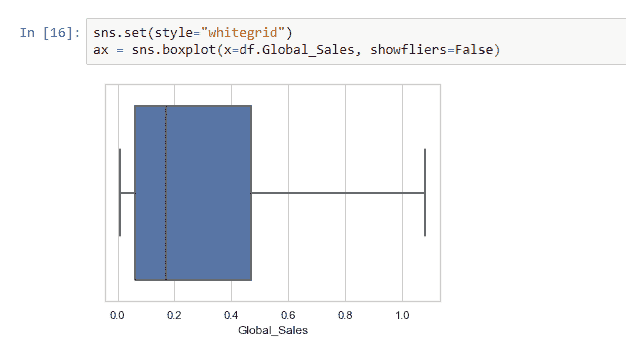 In [16]: sns.set(style="whitegrid")
ax = sns.boxplot(x=df.Global_Sales, showfliers=False)
0.0 0.2 0.4 0.6 0.8 1.0
Global_Sales